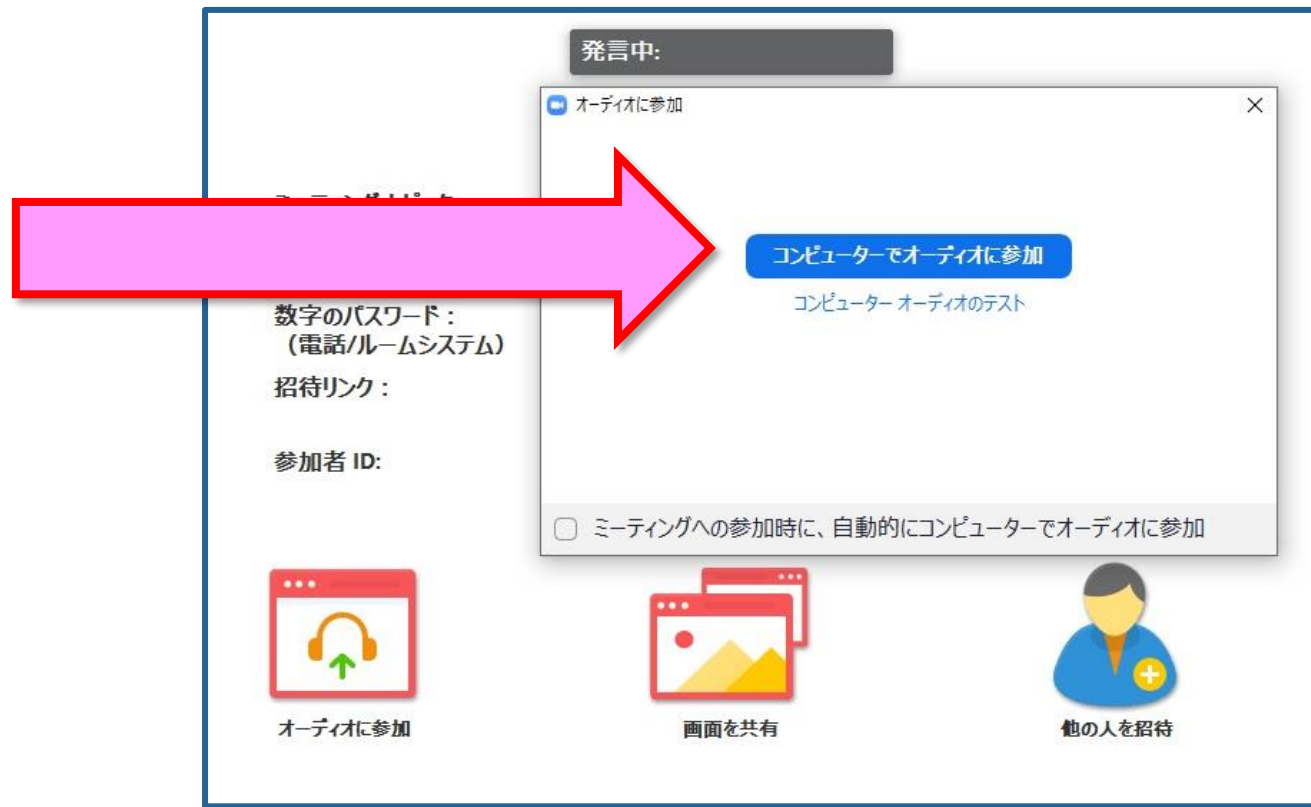 発言中:
オーディオに参加
コンピューターでオーディオに参加
コンピューター オーディオのテスト
数字のパスワード：
（電話/ルームシステム）
招待リンク：
参加者 ID:
ミーティングへの参加時に、自動的にコンピューターでオーディオに参加
オーディオに参加
画面を共有
他の人を招待